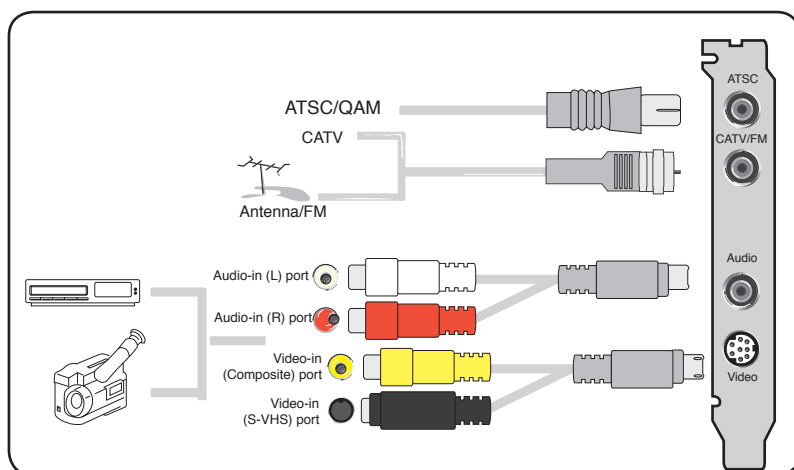 ATSC/QAM
CATV
Antenna/FM
Audio-in (L) port
Audio-in (R) port
Video-in
(Composite) port
Video-in
(S-VHS) port
ATSC
CATV/FM
Audio
Video